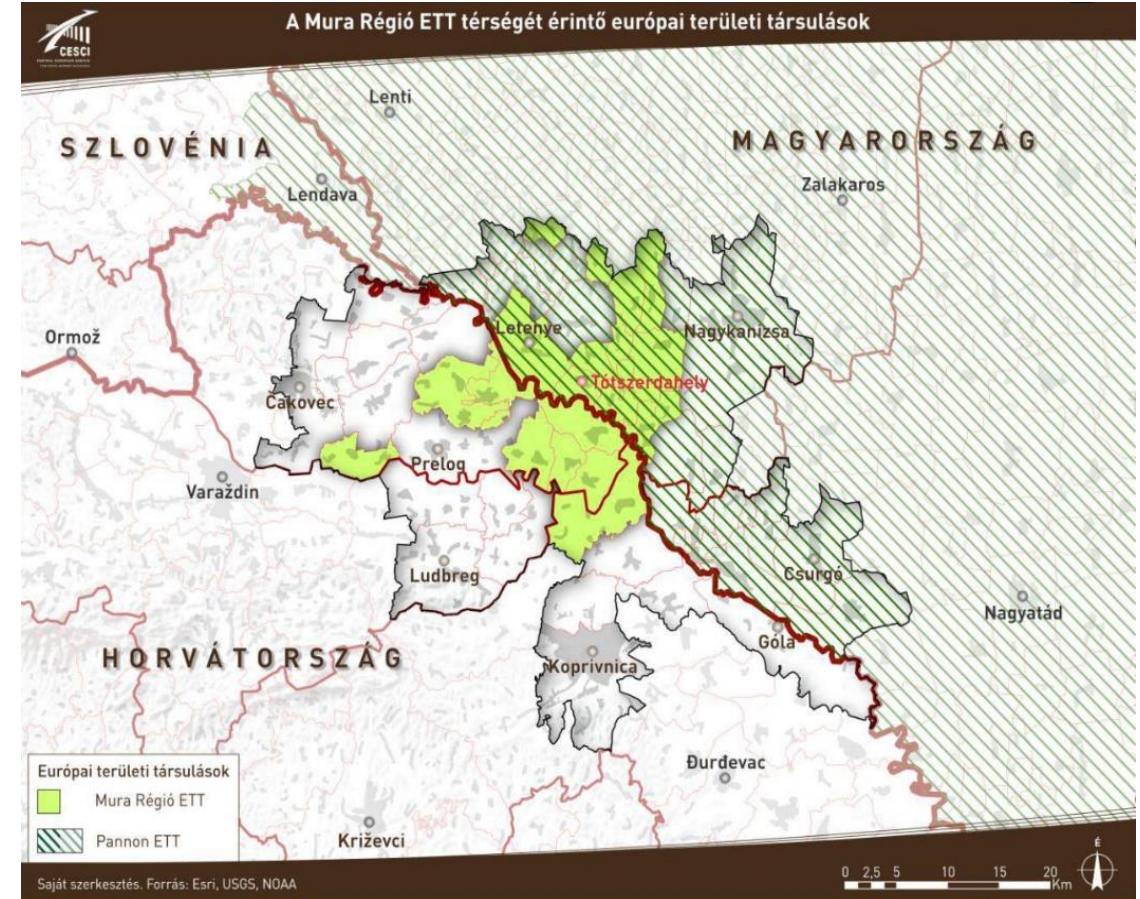 A Mura Régió ETT térségét érintő európai területi társulások
CESCI
Lenti
SZLOVÉNIA
MAGYARORSZÁG
Lendava
Zalakaros
Ormož
Letenye
Nagykanizsa
Tótszerdahely
Čakovec
Prelog
Varaždin
Ludbreg
Csurgó
Nagyatád
HORVÁTORSZÁG
Góla
Koprivnica
Đurđevac
Križevci
Európai területi társulások
Mura Régió ETT
Pannon ETT
É
0 2,5 5 10 15 20 Km
Saját szerkesztés. Forrás: Esri, USGS, NOAA